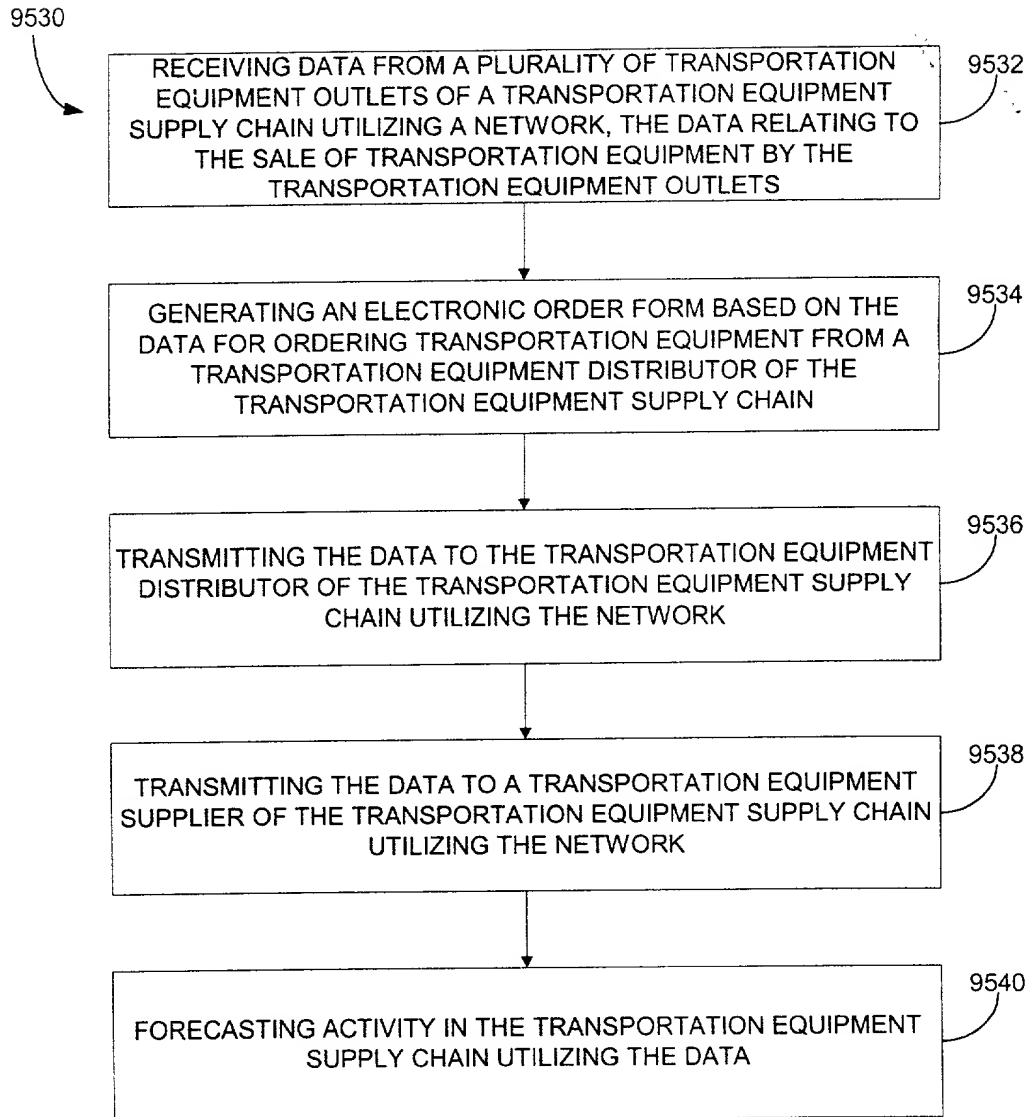 9530
RECEIVING DATA FROM A PLURALITY OF TRANSPORTATION
EQUIPMENT OUTLETS OF A TRANSPORTATION EQUIPMENT
SUPPLY CHAIN UTILIZING A NETWORK, THE DATA RELATING TO
THE SALE OF TRANSPORTATION EQUIPMENT BY THE
TRANSPORTATION EQUIPMENT OUTLETS
9532
GENERATING AN ELECTRONIC ORDER FORM BASED ON THE
DATA FOR ORDERING TRANSPORTATION EQUIPMENT FROM A
TRANSPORTATION EQUIPMENT DISTRIBUTOR OF THE
TRANSPORTATION EQUIPMENT SUPPLY CHAIN
9534
TRANSMITTING THE DATA TO THE TRANSPORTATION EQUIPMENT
DISTRIBUTOR OF THE TRANSPORTATION EQUIPMENT SUPPLY
CHAIN UTILIZING THE NETWORK
9536
TRANSMITTING THE DATA TO A TRANSPORTATION EQUIPMENT
SUPPLIER OF THE TRANSPORTATION EQUIPMENT SUPPLY CHAIN
UTILIZING THE NETWORK
9538
FORECASTING ACTIVITY IN THE TRANSPORTATION EQUIPMENT
SUPPLY CHAIN UTILIZING THE DATA
9540